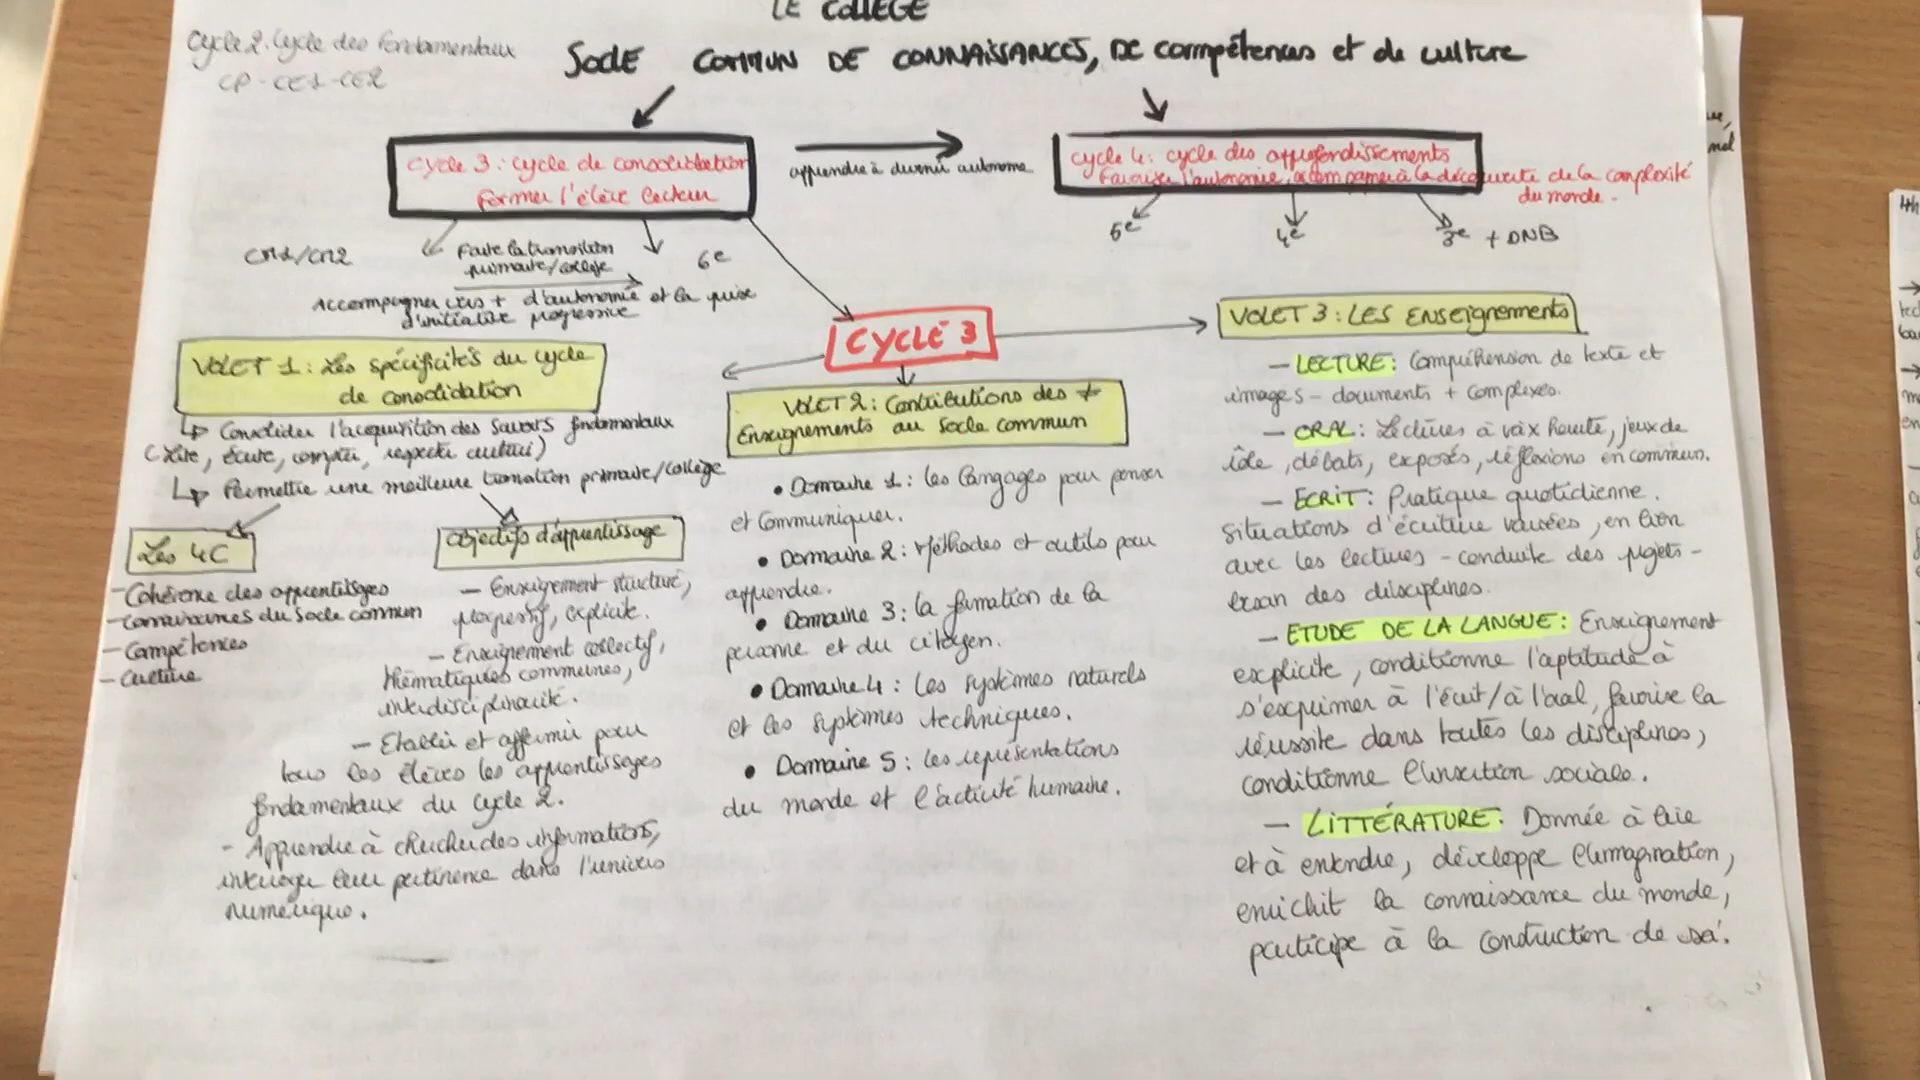 LE COLLÈGE
Cycle 2. Cycle des fondamentaux
CP-CE1-CE2
SOCLE COMMUN DE CONNAISSANCES, DE compétences et de culture
cycle 3 : cycle de consolidation
former l'élève lecteur
apprendre à devenir autonome
cycle 4 : cycle des approfondissements
favoriser l'autonomie, accompagner à la découverte de la complexité
du monde.
CM1/CM2
Faire la transition
primaire/collège
6e
Accompagner vers + d'autonomie et la prise
d'initiative progressive
5e
4e
3e + DNB
CYCLE 3
VOLET 1 : Les spécificités du cycle
de consolidation
Consolider l'acquisition des savoirs fondamentaux
(Lire, écrire, compter, respecter autrui)
Permettre une meilleure transition primaire/collège
Les 4C
- Cohérence des apprentissages
- Connaissances du socle commun
- Compétences
- Culture
Objectifs d'apprentissage
- Enseignement structuré,
progressif, explicite.
- Enseignement collectif,
thématiques communes,
interdisciplinarité.
- Etablir et affermir pour
tous les élèves les apprentissages
fondamentaux du cycle 2.
- Apprendre à chercher des informations,
interroger leur pertinence dans l'univers
numérique.
VOLET 2 : Contributions des ≠
Enseignements au socle commun
• Domaine 1 : les langages pour penser
et communiquer.
• Domaine 2 : Méthodes et outils pour
apprendre.
• Domaine 3 : la formation de la
personne et du citoyen.
• Domaine 4 : les systèmes naturels
et les systèmes techniques.
• Domaine 5 : les représentations
du monde et l'activité humaine.
VOLET 3 : LES Enseignements
- LECTURE : Compréhension de texte et
images - documents + complexes.
- ORAL : Lectures à voix haute, jeux de
rôle, débats, exposés, réflexions en commun.
- ECRIT : Pratique quotidienne.
situations d'écriture variées, en lien
avec les lectures - conduite des projets -
besoin des disciplines.
- ETUDE DE LA LANGUE : Enseignement
explicite, conditionne l'aptitude à
s'exprimer à l'écrit/à l'oral, favorise la
réussite dans toutes les disciplines,
conditionne l'insertion sociale.
- LITTÉRATURE : Donnée à lire
et à entendre, développe l'imagination,
enrichit la connaissance du monde,
participe à la construction de soi.